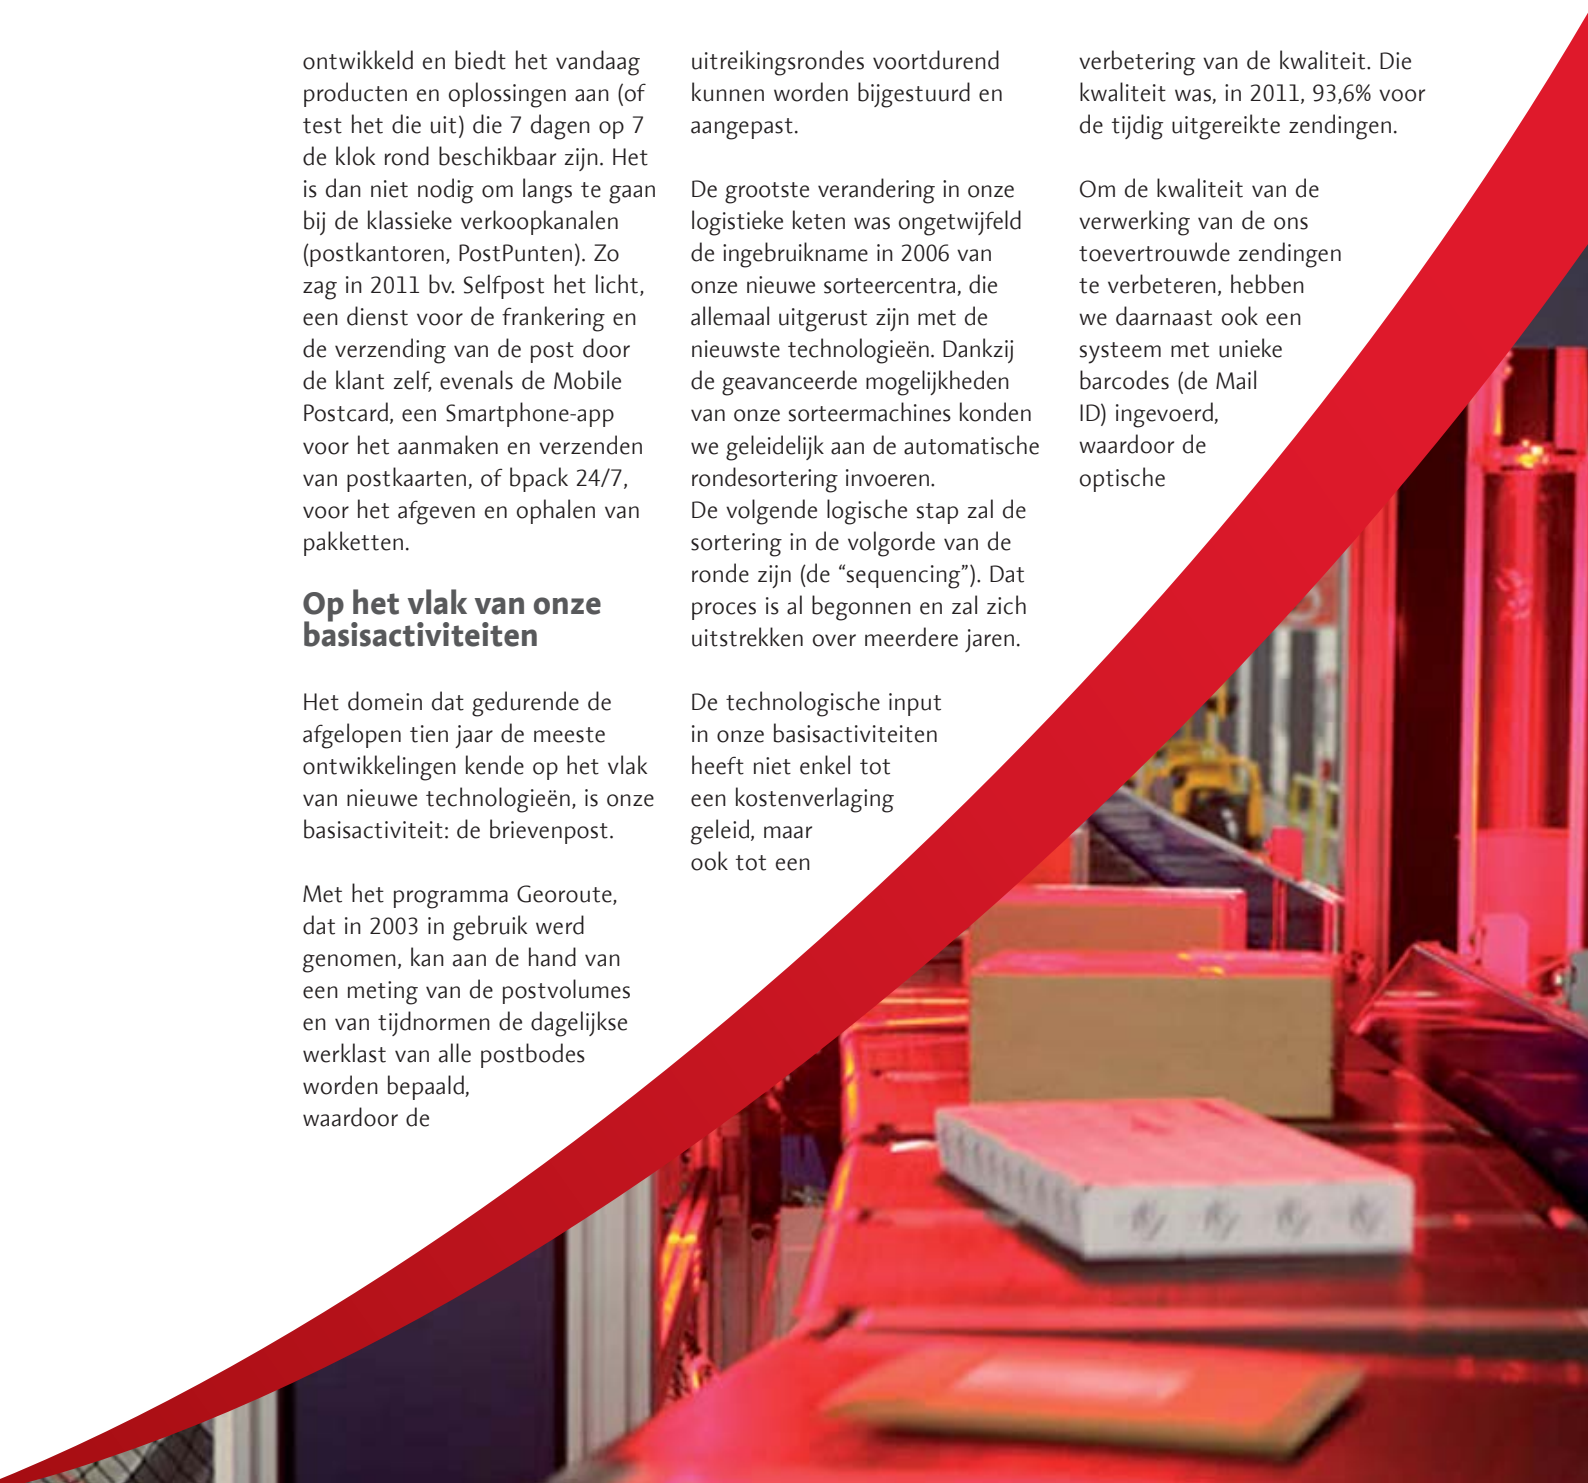 ontwikkeld en biedt het vandaag
producten en oplossingen aan (of
test het die uit) die 7 dagen op 7
de klok rond beschikbaar zijn. Het
is dan niet nodig om langs te gaan
bij de klassieke verkoopkanalen
(postkantoren, PostPunten). Zo
zag in 2011 bv. Selfpost het licht,
een dienst voor de frankering en
de verzending van de post door
de klant zelf, evenals de Mobile
Postcard, een Smartphone-app
voor het aanmaken en verzenden
van postkaarten, of bpack 24/7,
voor het afgeven en ophalen van
pakketten.
Op het vlak van onze
basisactiviteiten
Het domein dat gedurende de
afgelopen tien jaar de meeste
ontwikkelingen kende op het vlak
van nieuwe technologieën, is onze
basisactiviteit: de brievenpost.
Met het programma Georoute,
dat in 2003 in gebruik werd
genomen, kan aan de hand van
een meting van de postvolumes
en van tijdnormen de dagelijkse
werklast van alle postbodes
worden bepaald,
waardoor de
uitreikingsrondes voortdurend
kunnen worden bijgestuurd en
aangepast.
De grootste verandering in onze
logistieke keten was ongetwijfeld
de ingebruikname in 2006 van
onze nieuwe sorteercentra, die
allemaal uitgerust zijn met de
nieuwste technologieën. Dankzij
de geavanceerde mogelijkheden
van onze sorteermachines konden
we geleidelijk aan de automatische
rondesortering invoeren.
De volgende logische stap zal de
sortering in de volgorde van de
ronde zijn (de “sequencing”). Dat
proces is al begonnen en zal zich
uitstrekken over meerdere jaren.
De technologische input
in onze basisactiviteiten
heeft niet enkel tot
een kostenverlaging
geleid, maar
ook tot een
verbetering van de kwaliteit. Die
kwaliteit was, in 2011, 93,6% voor
de tijdig uitgereikte zendingen.
Om de kwaliteit van de
verwerking van de ons
toevertrouwde zendingen
te verbeteren, hebben
we daarnaast ook een
systeem met unieke
barcodes (de Mail
ID) ingevoerd,
waardoor de
optische